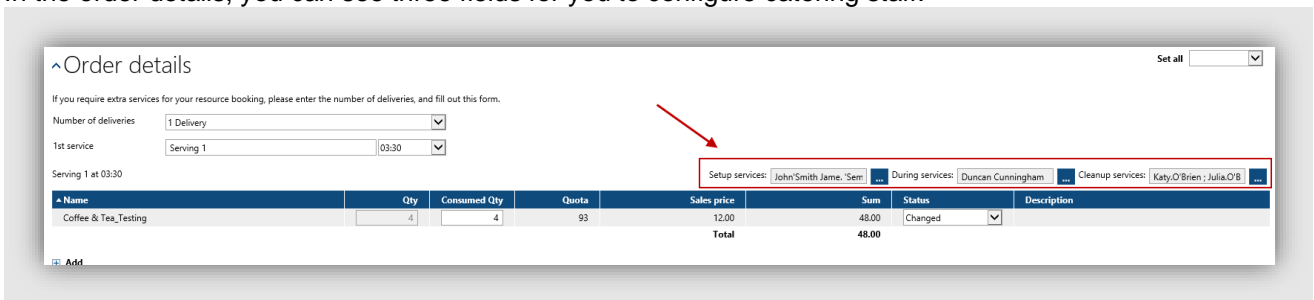 In the order details, you can see three fields for you to configure catering staff.
Order details
Set all
If you require extra services for your resource booking, please enter the number of deliveries, and fill out this form.
Number of deliveries 1 Delivery
1st service Serving 1 03:30
Serving 1 at 03:30 Setup services: John'Smith Jame. 'Sem ... During services: Duncan Cunningham ... Cleanup services: Katy.O'Brien ; Julia.O'B ...
Name Qty Consumed Qty Quota Sales price Sum Status Description
Coffee & Tea_Testing 4 4 93 12.00 48.00 Changed
Total 48.00
Add